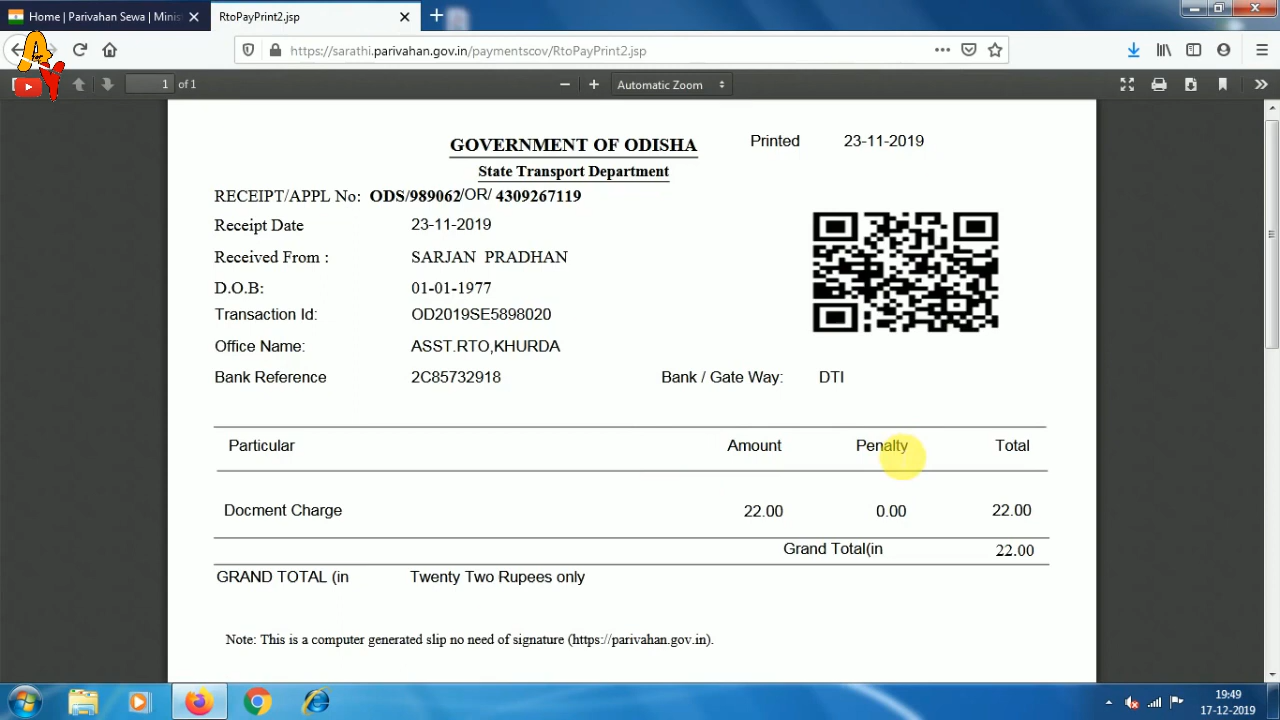 Home | Parivahan Sewa | Minis
RtoPayPrint2.jsp
https://sarathi.parivahan.gov.in/paymentscov/RtoPayPrint2.jsp
AY
1 of 1
Automatic Zoom
GOVERNMENT OF ODISHA
Printed 23-11-2019
State Transport Department
RECEIPT/APPL No: ODS/989062/OR/ 4309267119
Receipt Date 23-11-2019
Received From : SARJAN PRADHAN
D.O.B: 01-01-1977
Transaction Id: OD2019SE5898020
Office Name: ASST.RTO,KHURDA
Bank Reference 2C85732918 Bank / Gate Way: DTI
Particular Amount Penalty Total
Docment Charge 22.00 0.00 22.00
Grand Total(in 22.00
GRAND TOTAL (in Twenty Two Rupees only
Note: This is a computer generated slip no need of signature (https://parivahan.gov.in).
19:49
17-12-2019